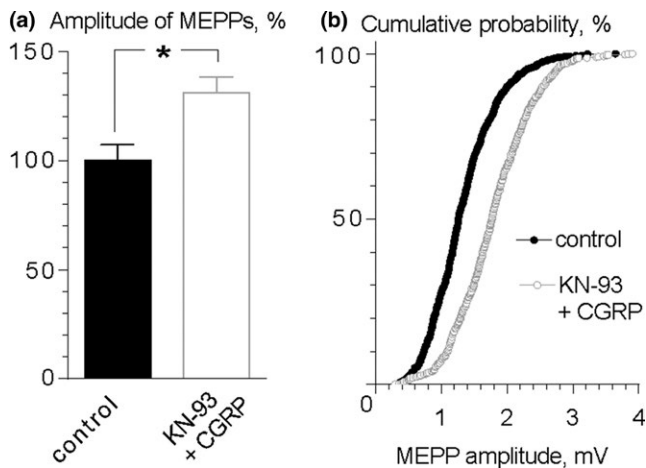 (a) Amplitude of MEPPs, %
150
*
100
50
0
control
KN-93
+ CGRP
(b) Cumulative probability, %
100
50
control
KN-93
+ CGRP
0 1 2 3 4
MEPP amplitude, mV